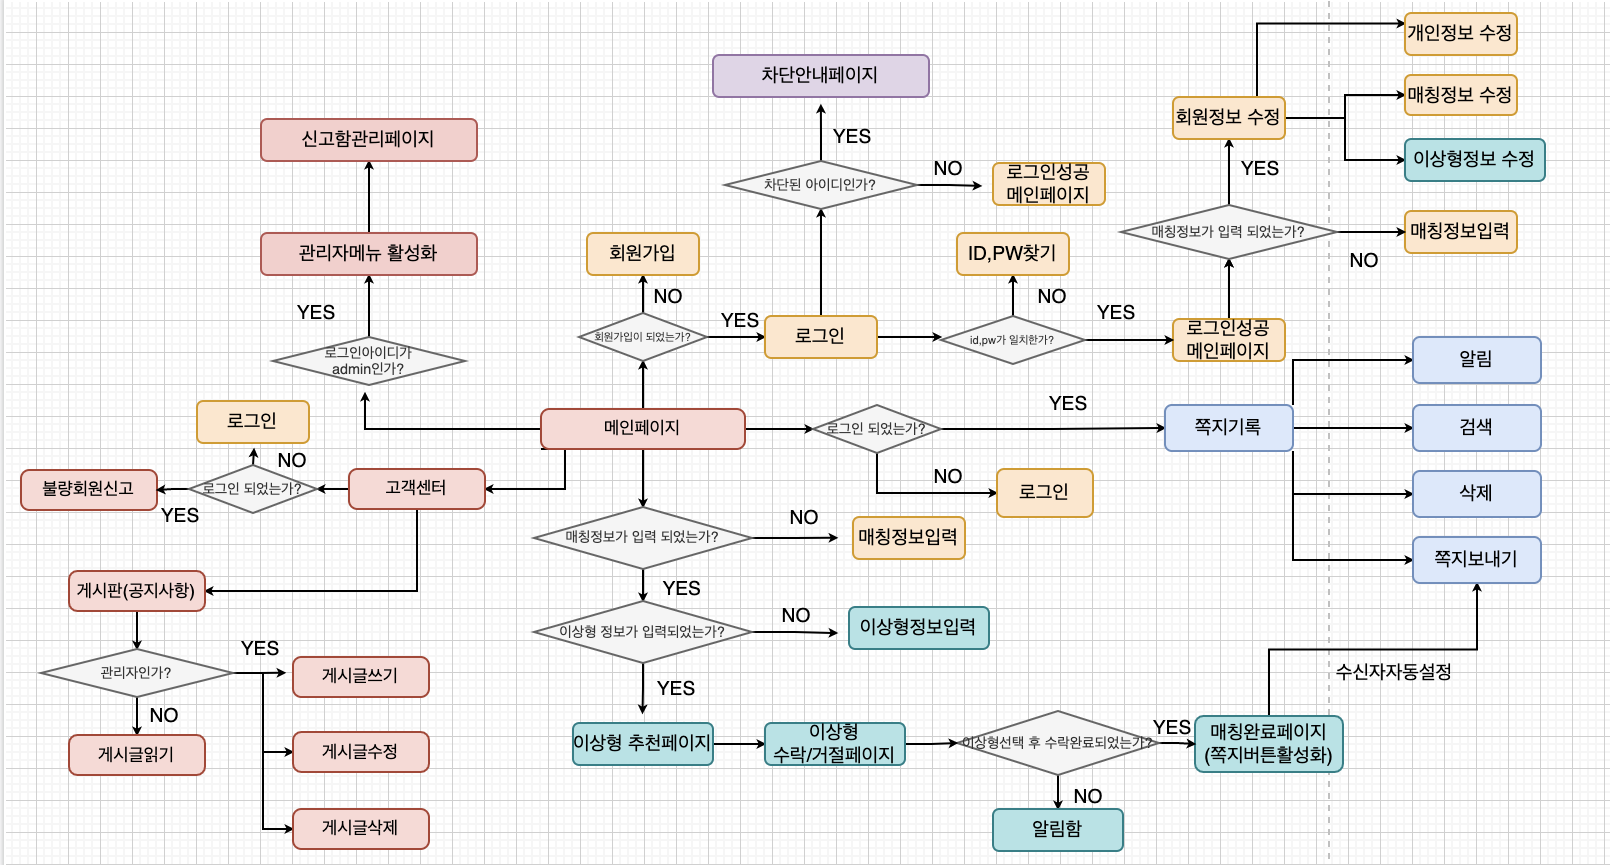 개인정보 수정
차단안내페이지
매칭정보 수정
회원정보 수정
신고함관리페이지
YES
이상형정보 수정
차단된 아이디인가?
NO
로그인성공
메인페이지
YES
매칭정보가 입력 되었는가?
매칭정보입력
NO
관리자메뉴 활성화
회원가입
ID,PW찾기
YES
NO
NO
로그인아이디가
admin인가?
회원가입이 되었는가?
YES
로그인
id,pw가 일치한가?
YES
로그인성공
메인페이지
알림
로그인
메인페이지
로그인 되었는가?
YES
쪽지기록
검색
불량회원신고
YES
로그인 되었는가?
NO
고객센터
NO
로그인
삭제
매칭정보가 입력 되었는가?
NO
매칭정보입력
쪽지보내기
게시판(공지사항)
YES
이상형 정보가 입력되었는가?
NO
이상형정보입력
관리자인가?
YES
게시글쓰기
YES
수신자자동설정
NO
게시글읽기
게시글수정
게시글삭제
이상형 추천페이지
이상형
수락/거절페이지
이상형선택 후 수락완료되었는가?
YES
매칭완료페이지
(쪽지버튼활성화)
NO
알림함